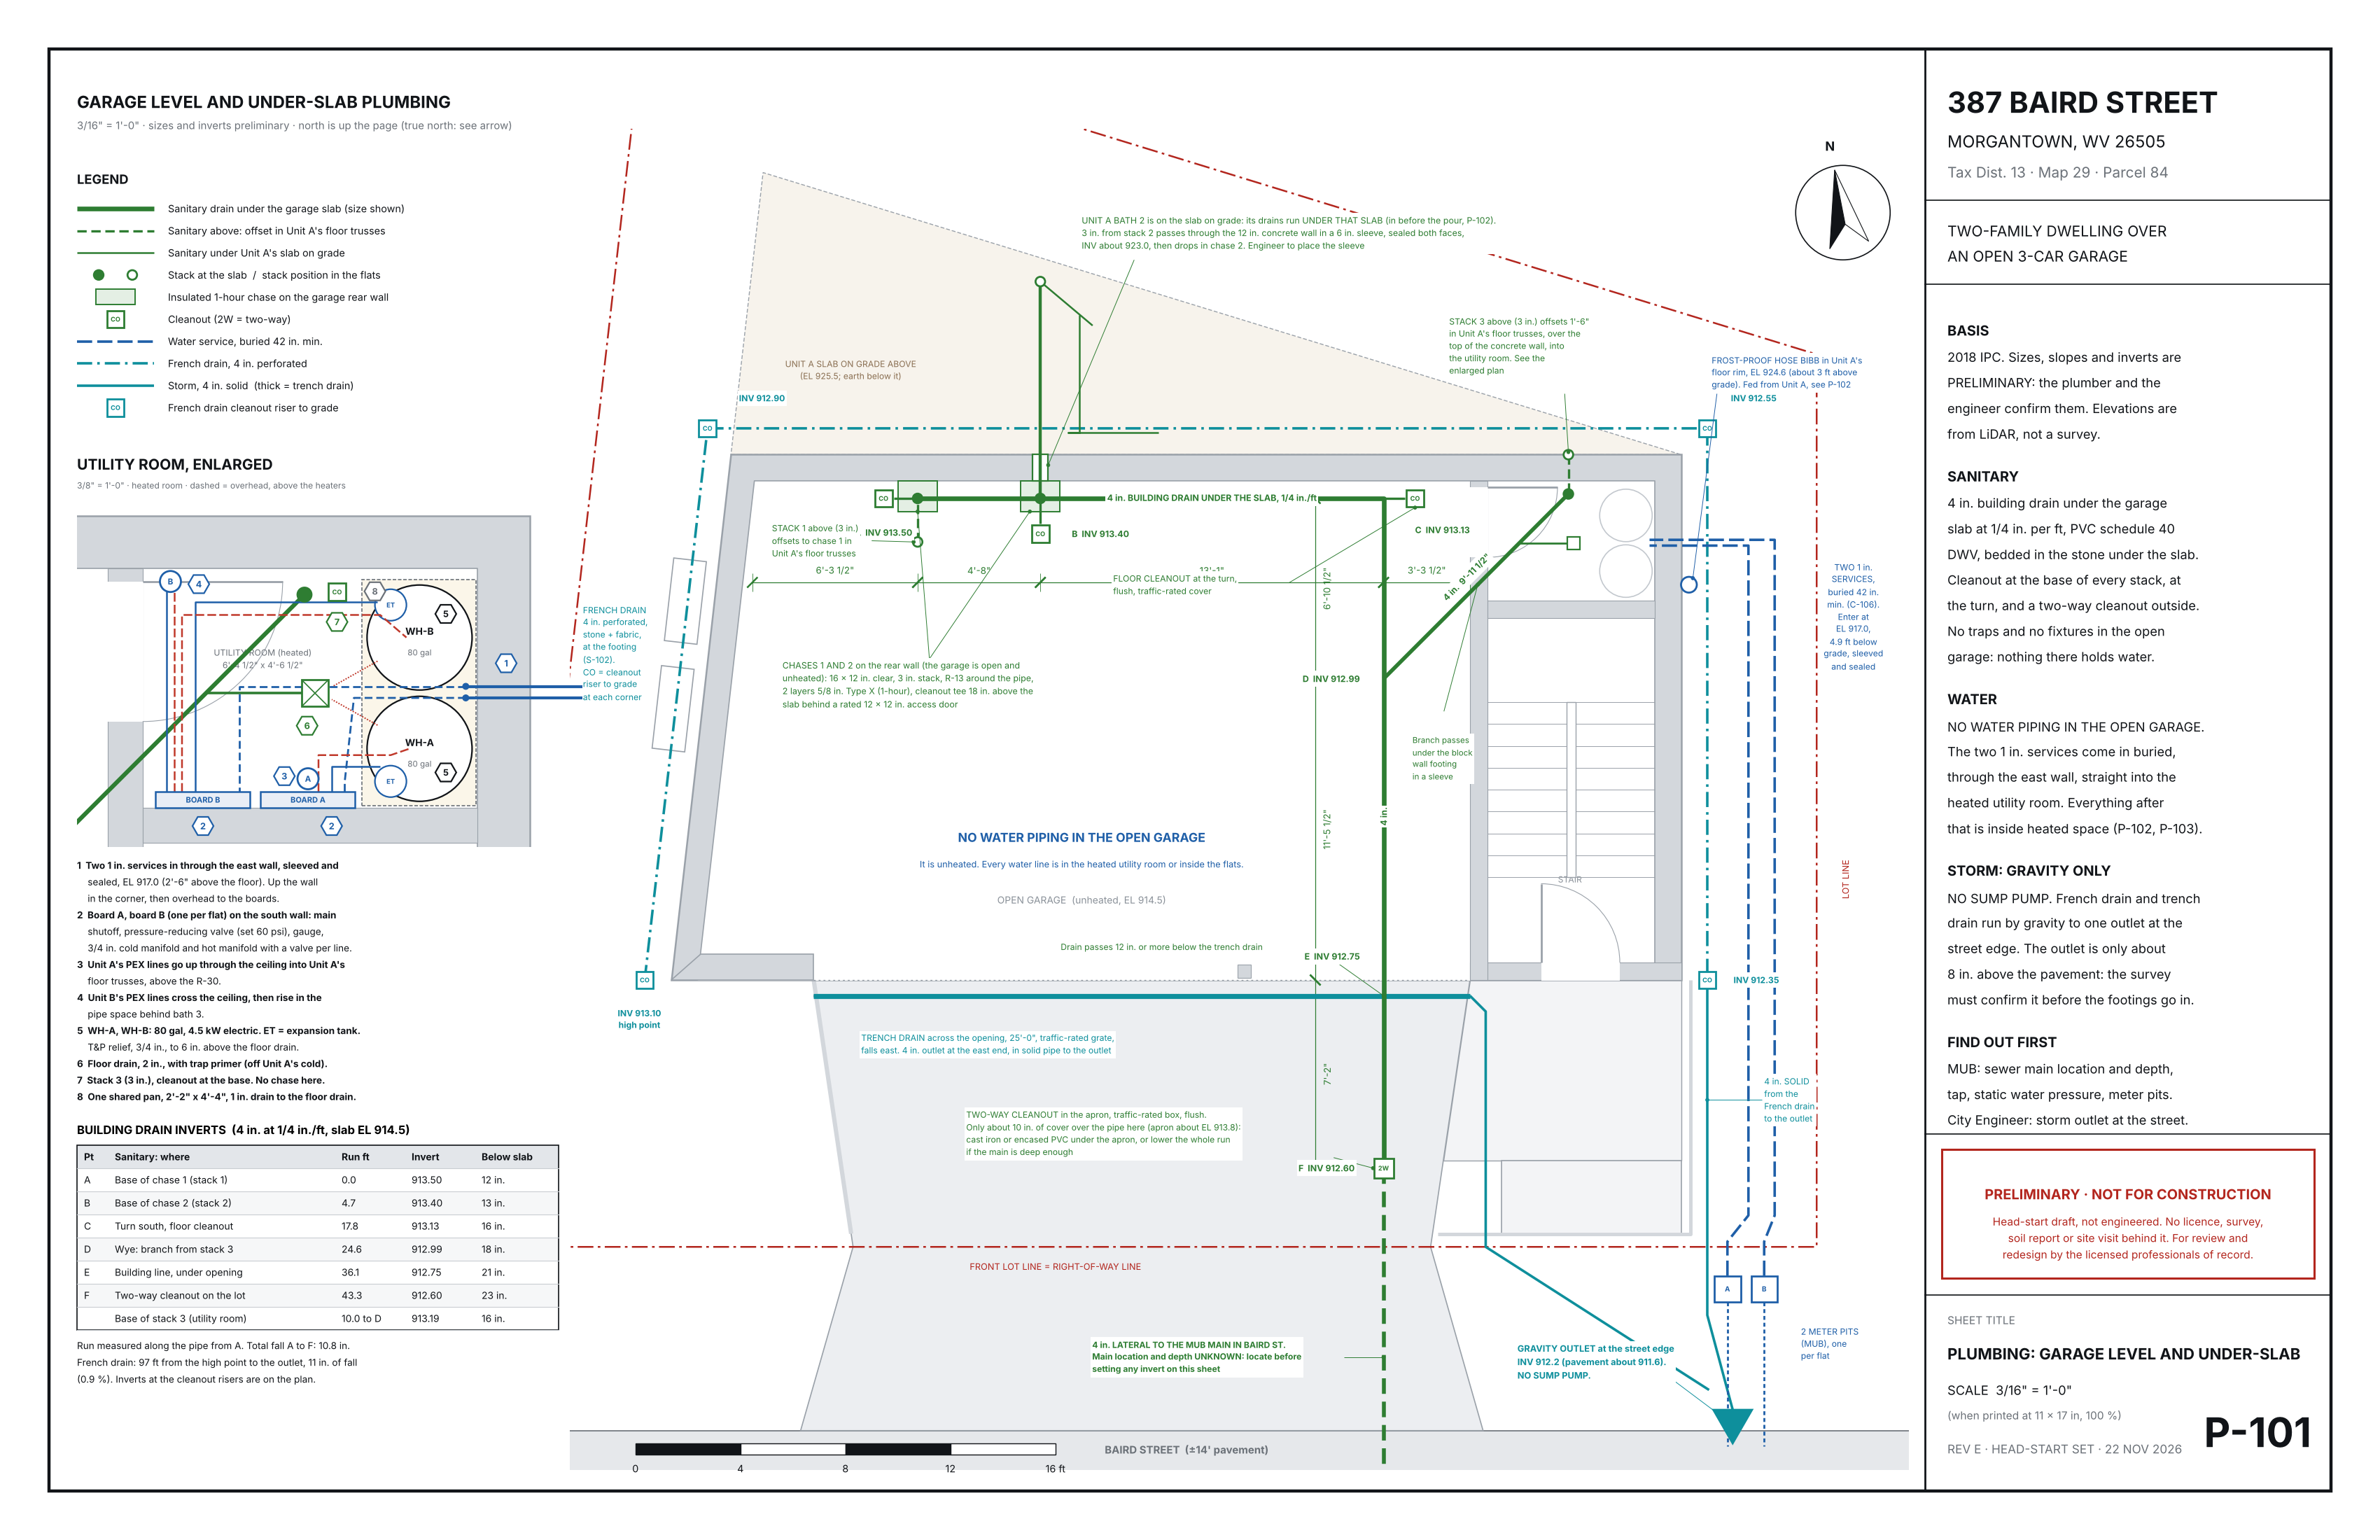 GARAGE LEVEL AND UNDER-SLAB PLUMBING
3/16" = 1'-0" · sizes and inverts preliminary · north is up the page (true north: see arrow)
LEGEND
Sanitary drain under the garage slab (size shown)
Sanitary above: offset in Unit A's floor trusses
Sanitary under Unit A's slab on grade
Stack at the slab / stack position in the flats
Insulated 1-hour chase on the garage rear wall
CO
Cleanout (2W = two-way)
Water service, buried 42 in. min.
French drain, 4 in. perforated
Storm, 4 in. solid (thick = trench drain)
CO
French drain cleanout riser to grade
UTILITY ROOM, ENLARGED
3/8" = 1'-0" · heated room · dashed = overhead, above the heaters
B
4
CO
8
ET
5
7
WH-B
80 gal
UTILITY ROOM (heated)
6'-4 1/2" x 4'-6 1/2"
1
6
WH-A
80 gal
3
A
ET
5
BOARD B
BOARD A
2
2
1 Two 1 in. services in through the east wall, sleeved and
sealed, EL 917.0 (2'-6" above the floor). Up the wall
in the corner, then overhead to the boards.
2 Board A, board B (one per flat) on the south wall: main
shutoff, pressure-reducing valve (set 60 psi), gauge,
3/4 in. cold manifold and hot manifold with a valve per line.
3 Unit A's PEX lines go up through the ceiling into Unit A's
floor trusses, above the R-30.
4 Unit B's PEX lines cross the ceiling, then rise in the
pipe space behind bath 3.
5 WH-A, WH-B: 80 gal, 4.5 kW electric. ET = expansion tank.
T&P relief, 3/4 in., to 6 in. above the floor drain.
6 Floor drain, 2 in., with trap primer (off Unit A's cold).
7 Stack 3 (3 in.), cleanout at the base. No chase here.
8 One shared pan, 2'-2" x 4'-4", 1 in. drain to the floor drain.
BUILDING DRAIN INVERTS (4 in. at 1/4 in./ft, slab EL 914.5)
Pt Sanitary: where Run ft Invert Below slab
A Base of chase 1 (stack 1) 0.0 913.50 12 in.
B Base of chase 2 (stack 2) 4.7 913.40 13 in.
C Turn south, floor cleanout 17.8 913.13 16 in.
D Wye: branch from stack 3 24.6 912.99 18 in.
E Building line, under opening 36.1 912.75 21 in.
F Two-way cleanout on the lot 43.3 912.60 23 in.
Base of stack 3 (utility room) 10.0 to D 913.19 16 in.
Run measured along the pipe from A. Total fall A to F: 10.8 in.
French drain: 97 ft from the high point to the outlet, 11 in. of fall
(0.9 %). Inverts at the cleanout risers are on the plan.
N
UNIT A BATH 2 is on the slab on grade: its drains run UNDER THAT SLAB (in before the pour, P-102).
3 in. from stack 2 passes through the 12 in. concrete wall in a 6 in. sleeve, sealed both faces,
INV about 923.0, then drops in chase 2. Engineer to place the sleeve
STACK 3 above (3 in.) offsets 1'-6"
in Unit A's floor trusses, over the
top of the concrete wall, into
the utility room. See the
enlarged plan
FROST-PROOF HOSE BIBB in Unit A's
floor rim, EL 924.6 (about 3 ft above
grade). Fed from Unit A, see P-102
INV 912.55
UNIT A SLAB ON GRADE ABOVE
(EL 925.5; earth below it)
INV 912.90
CO
CO
CO
4 in. BUILDING DRAIN UNDER THE SLAB, 1/4 in./ft
CO
STACK 1 above (3 in.)
offsets to chase 1 in
Unit A's floor trusses
INV 913.50
CO
B INV 913.40
C INV 913.13
6'-3 1/2"
4'-8"
13'-1"
3'-3 1/2"
FLOOR CLEANOUT at the turn,
flush, traffic-rated cover
6'-10 1/2"
4 in. 9'-11 1/2"
TWO 1 in.
SERVICES,
buried 42 in.
min. (C-106).
Enter at
EL 917.0,
4.9 ft below
grade, sleeved
and sealed
FRENCH DRAIN
4 in. perforated,
stone + fabric,
at the footing
(S-102).
CO = cleanout
riser to grade
at each corner
CHASES 1 AND 2 on the rear wall (the garage is open and
unheated): 16 × 12 in. clear, 3 in. stack, R-13 around the pipe,
2 layers 5/8 in. Type X (1-hour), cleanout tee 18 in. above the
slab behind a rated 12 × 12 in. access door
D INV 912.99
Branch passes
under the block
wall footing
in a sleeve
11'-5 1/2"
4 in.
NO WATER PIPING IN THE OPEN GARAGE
It is unheated. Every water line is in the heated utility room or inside the flats.
OPEN GARAGE (unheated, EL 914.5)
STAIR
LOT LINE
Drain passes 12 in. or more below the trench drain
E INV 912.75
CO
CO
INV 912.35
INV 913.10
high point
TRENCH DRAIN across the opening, 25'-0", traffic-rated grate,
falls east. 4 in. outlet at the east end, in solid pipe to the outlet
7'-2"
4 in. SOLID
from the
French drain
to the outlet
TWO-WAY CLEANOUT in the apron, traffic-rated box, flush.
Only about 10 in. of cover over the pipe here (apron about EL 913.8):
cast iron or encased PVC under the apron, or lower the whole run
if the main is deep enough
F INV 912.60
2W
FRONT LOT LINE = RIGHT-OF-WAY LINE
A
B
2 METER PITS
(MUB), one
per flat
4 in. LATERAL TO THE MUB MAIN IN BAIRD ST.
Main location and depth UNKNOWN: locate before
setting any invert on this sheet
GRAVITY OUTLET at the street edge
INV 912.2 (pavement about 911.6).
NO SUMP PUMP.
BAIRD STREET (±14' pavement)
0 4 8 12 16 ft
387 BAIRD STREET
MORGANTOWN, WV 26505
Tax Dist. 13 · Map 29 · Parcel 84
TWO-FAMILY DWELLING OVER
AN OPEN 3-CAR GARAGE
BASIS
2018 IPC. Sizes, slopes and inverts are
PRELIMINARY: the plumber and the
engineer confirm them. Elevations are
from LiDAR, not a survey.
SANITARY
4 in. building drain under the garage
slab at 1/4 in. per ft, PVC schedule 40
DWV, bedded in the stone under the slab.
Cleanout at the base of every stack, at
the turn, and a two-way cleanout outside.
No traps and no fixtures in the open
garage: nothing there holds water.
WATER
NO WATER PIPING IN THE OPEN GARAGE.
The two 1 in. services come in buried,
through the east wall, straight into the
heated utility room. Everything after
that is inside heated space (P-102, P-103).
STORM: GRAVITY ONLY
NO SUMP PUMP. French drain and trench
drain run by gravity to one outlet at the
street edge. The outlet is only about
8 in. above the pavement: the survey
must confirm it before the footings go in.
FIND OUT FIRST
MUB: sewer main location and depth,
tap, static water pressure, meter pits.
City Engineer: storm outlet at the street.
PRELIMINARY · NOT FOR CONSTRUCTION
Head-start draft, not engineered. No licence, survey,
soil report or site visit behind it. For review and
redesign by the licensed professionals of record.
SHEET TITLE
PLUMBING: GARAGE LEVEL AND UNDER-SLAB
SCALE 3/16" = 1'-0"
(when printed at 11 × 17 in, 100 %)
REV E · HEAD-START SET · 22 NOV 2026
P-101